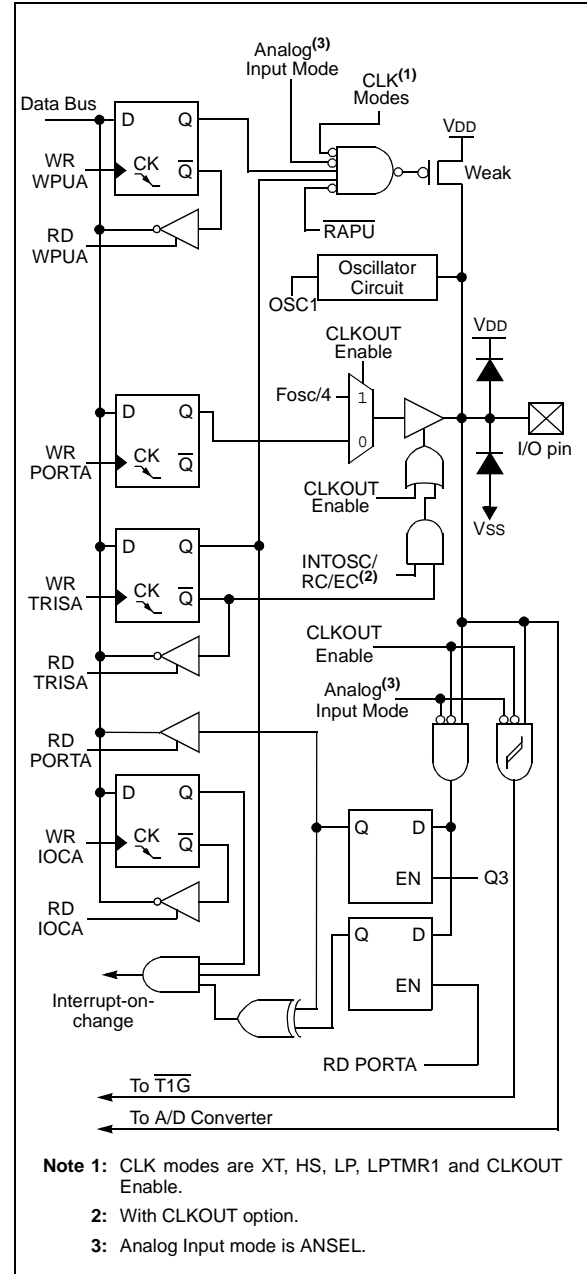 Analog(3)
Input Mode
CLK(1)
Modes
Data Bus
D Q
VDD
WR
WPUA
CK Q
Weak
RD
WPUA
RAPU
Oscillator
Circuit
OSC1
CLKOUT
Enable
VDD
Fosc/4
1
D Q
0
I/O pin
WR
PORTA
CK Q
CLKOUT
Enable
VSS
D Q
INTOSC/
RC/EC(2)
WR
TRISA
CK Q
CLKOUT
Enable
RD
TRISA
Analog(3)
Input Mode
RD
PORTA
D Q
Q D
WR
IOCA
CK Q
EN
Q3
RD
IOCA
Q D
EN
Interrupt-on-
change
RD PORTA
To T1G
To A/D Converter
Note 1: CLK modes are XT, HS, LP, LPTMR1 and CLKOUT
Enable.
2: With CLKOUT option.
3: Analog Input mode is ANSEL.